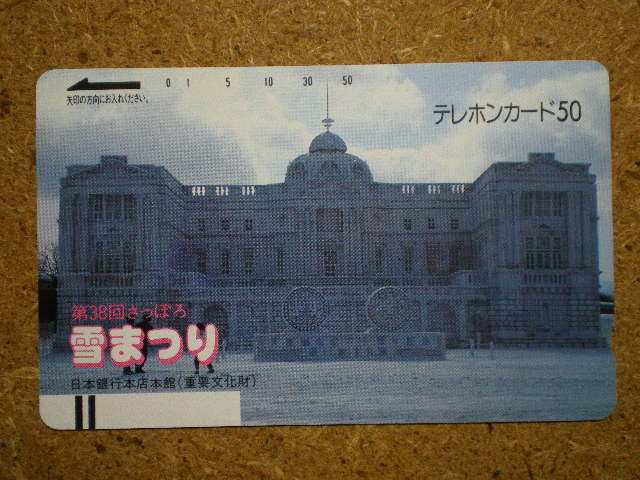 0 1 5 10 30 50
矢印の方向にお入れください。
テレホンカード50
第38回さっぽろ
雪まつり
日本銀行本店本館(重要文化財)